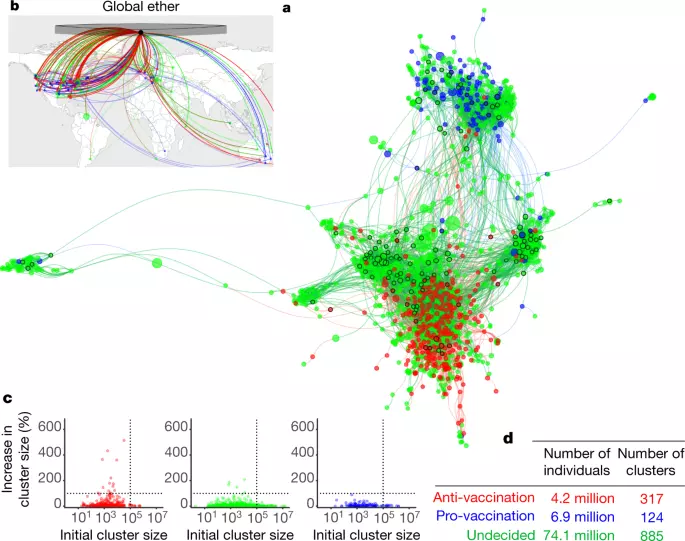 b
Global ether
a
c
Increase in
cluster size (%)
600
400
200
0
10¹ 10³ 10⁵ 10⁷
Initial cluster size
600
400
200
0
10¹ 10³ 10⁵ 10⁷
Initial cluster size
600
400
200
0
10¹ 10³ 10⁵ 10⁷
Initial cluster size
d
Number of individuals Number of clusters
Anti-vaccination 4.2 million 317
Pro-vaccination 6.9 million 124
Undecided 74.1 million 885